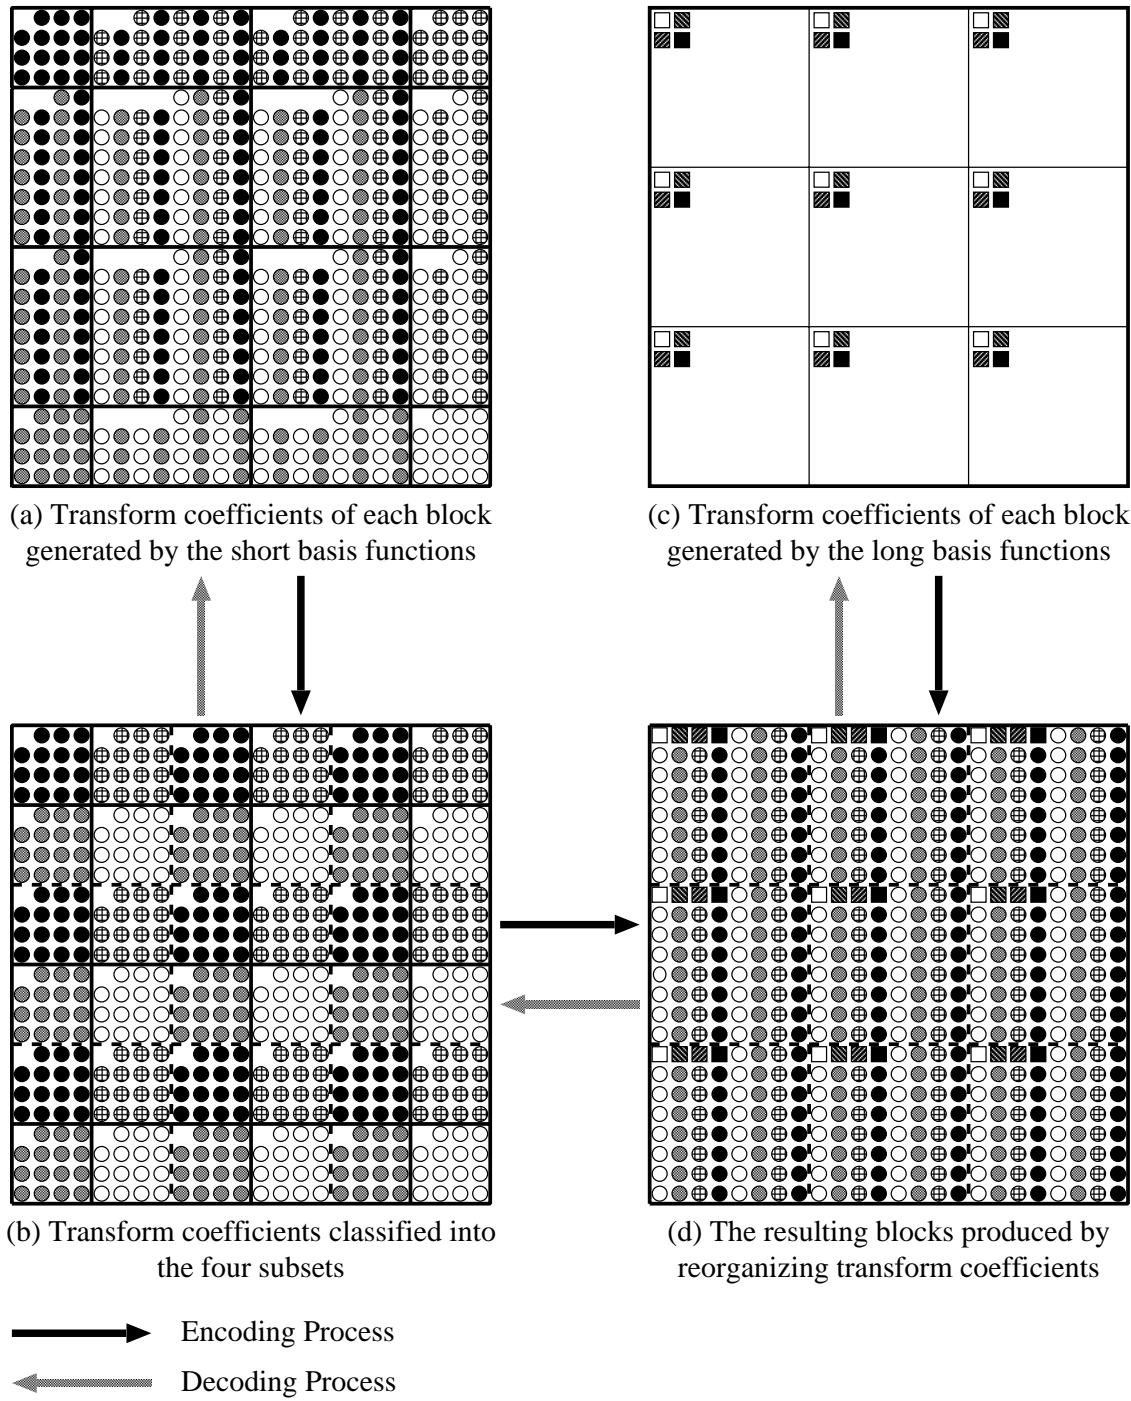 (a) Transform coefficients of each block
generated by the short basis functions
(c) Transform coefficients of each block
generated by the long basis functions
(b) Transform coefficients classified into
the four subsets
(d) The resulting blocks produced by
reorganizing transform coefficients
Encoding Process
Decoding Process